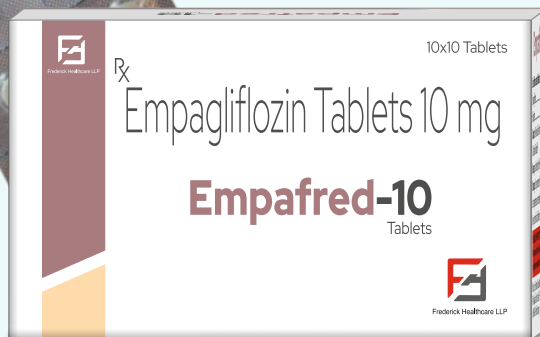 Frederick Healthcare LLP
10x10 Tablets
Rx
Empagliflozin Tablets 10 mg
Empafred-10
Tablets
Frederick Healthcare LLP